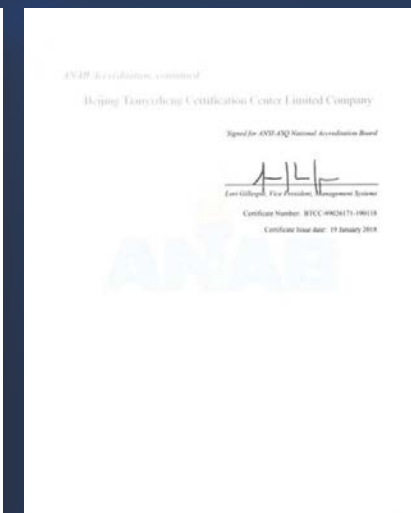 ANAB Accreditation, continued
Beijing Tianyizheng Certification Center Limited Company
Signed for ANSI-ASQ National Accreditation Board
Lori Gillespie, Vice President, Management Systems
Certificate Number: BTCC-#9026171-190118
Certificate Issue date: 19 January 2018
ANAB